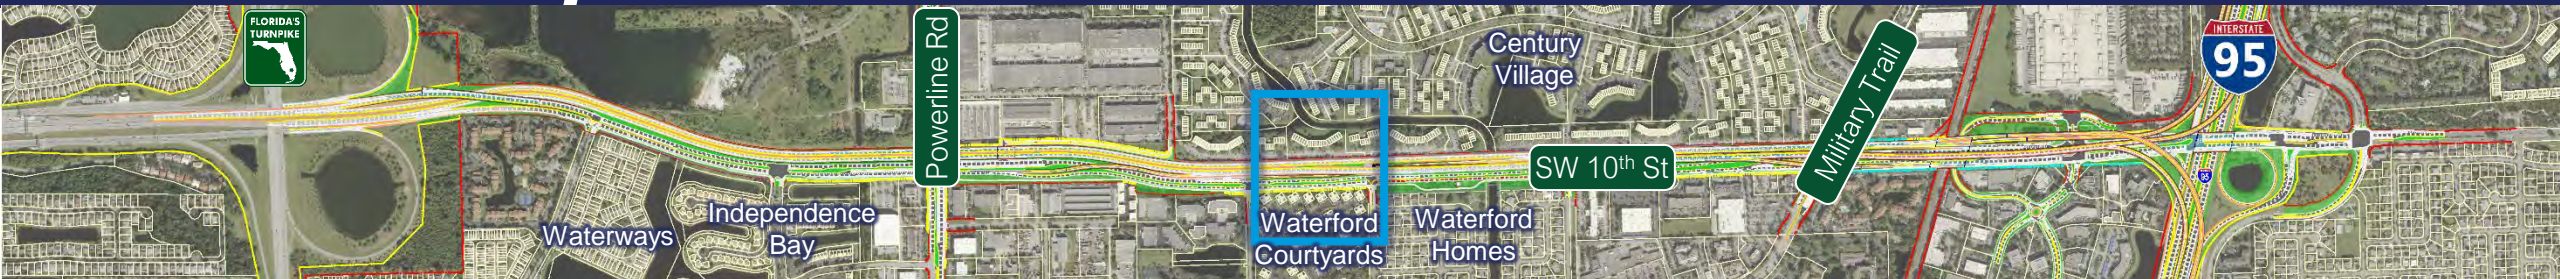 FLORIDA'S
TURNPIKE
Powerline Rd
Century
Village
Military Trail
INTERSTATE
95
SW 10th St
95
Waterways
Independence
Bay
Waterford
Courtyards
Waterford
Homes